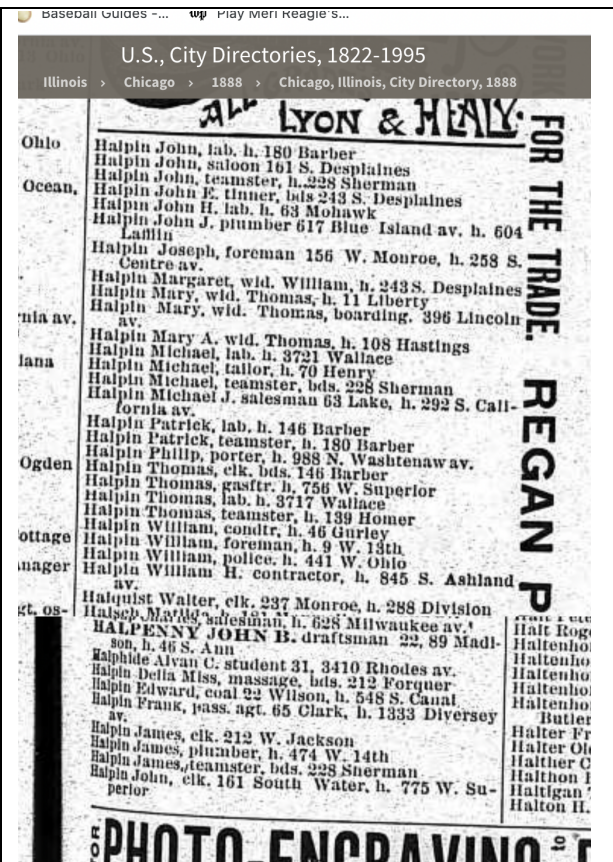 Baseball Guides -... wp Play Merl Reagle's...
U.S., City Directories, 1822-1995
Illinois > Chicago > 1888 > Chicago, Illinois, City Directory, 1888
ALL
LYON & HEALY.
Ohio
Halpin John, lab. h. 180 Barber
Halpin John, saloon 161 S. Desplaines
Halpin John, teamster, h. 228 Sherman
Ocean,
Halpin John E. tinner, bds 243 S. Desplaines
Halpin John H. lab. h. 63 Mohawk
Halpin John J. plumber 617 Blue Island av. h. 604
Laflin
Halpin Joseph, foreman 156 W. Monroe, h. 258 S.
Centre av.
Halpin Margaret, wid. William, h. 243 S. Desplaines
Halpin Mary, wid. Thomas, h. 11 Liberty
Halpin Mary, wid. Thomas, boarding. 396 Lincoln
nia av.
av.
Halpin Mary A. wid. Thomas, h. 108 Hastings
Halpin Michael, lab. h. 3721 Wallace
iana
Halpin Michael, tailor, h. 70 Henry
Halpin Michael, teamster, bds. 228 Sherman
Halpin Michael J. salesman 63 Lake, h. 292 S. Cali-
fornia av.
Halpin Patrick, lab. h. 146 Barber
Halpin Patrick, teamster, h. 180 Barber
Halpin Philip, porter, h. 988 N. Washtenaw av.
Ogden
Halpin Thomas, clk. bds. 146 Barber
Halpin Thomas, gasftr. h. 756 W. Superior
Halpin Thomas, lab. h. 3717 Wallace
Halpin Thomas, teamster, h. 139 Homer
ottage
Halpin William, condtr, h. 46 Gurley
Halpin William, foreman, h. 9 W. 13th
nager
Halpin William, police, h. 441 W. Ohio
Halpin William H. contractor, h. 845 S. Ashland
av.
gt. os-
Halquist Walter, clk. 237 Monroe, h. 288 Division
salesman, h. 628 Milwaukee av.
FOR THE TRADE.
REGAN P
HALPENNY JOHN B. draftsman 22, 89 Madi-
son, h. 46 S. Ann
Halphide Alvan C. student 31, 3410 Rhodes av.
Halpin Delia Miss, massage, bds. 212 Forquer
Halpin Edward, coal 22 Wilson, h. 548 S. Canal
Halpin Frank, pass. agt. 65 Clark, h. 1333 Diversey
av.
Halpin James, clk. 212 W. Jackson
Halpin James, plumber, h. 474 W. 14th
Halpin James, teamster, bds. 228 Sherman
Halpin John, clk. 161 South Water, h. 775 W. Su-
perior
Halt Roge
Haltenho
Haltenho
Haltenho
Haltenho
Haltenho
Butler
Halter Fr
Halter Ole
Halther C
Halthon H
Haltigan T
Halton H.
PHOTO-ENGRAVING